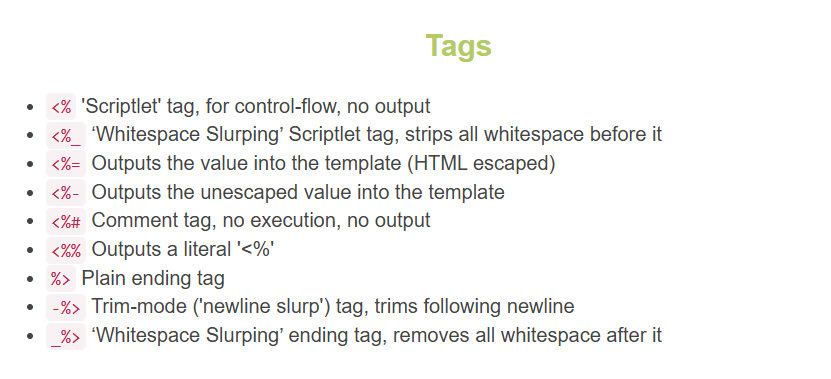 Tags
<% 'Scriptlet' tag, for control-flow, no output
<%_ ‘Whitespace Slurping’ Scriptlet tag, strips all whitespace before it
<%= Outputs the value into the template (HTML escaped)
<%- Outputs the unescaped value into the template
<%# Comment tag, no execution, no output
<%% Outputs a literal '<%'
%> Plain ending tag
-%> Trim-mode ('newline slurp') tag, trims following newline
_%> ‘Whitespace Slurping’ ending tag, removes all whitespace after it